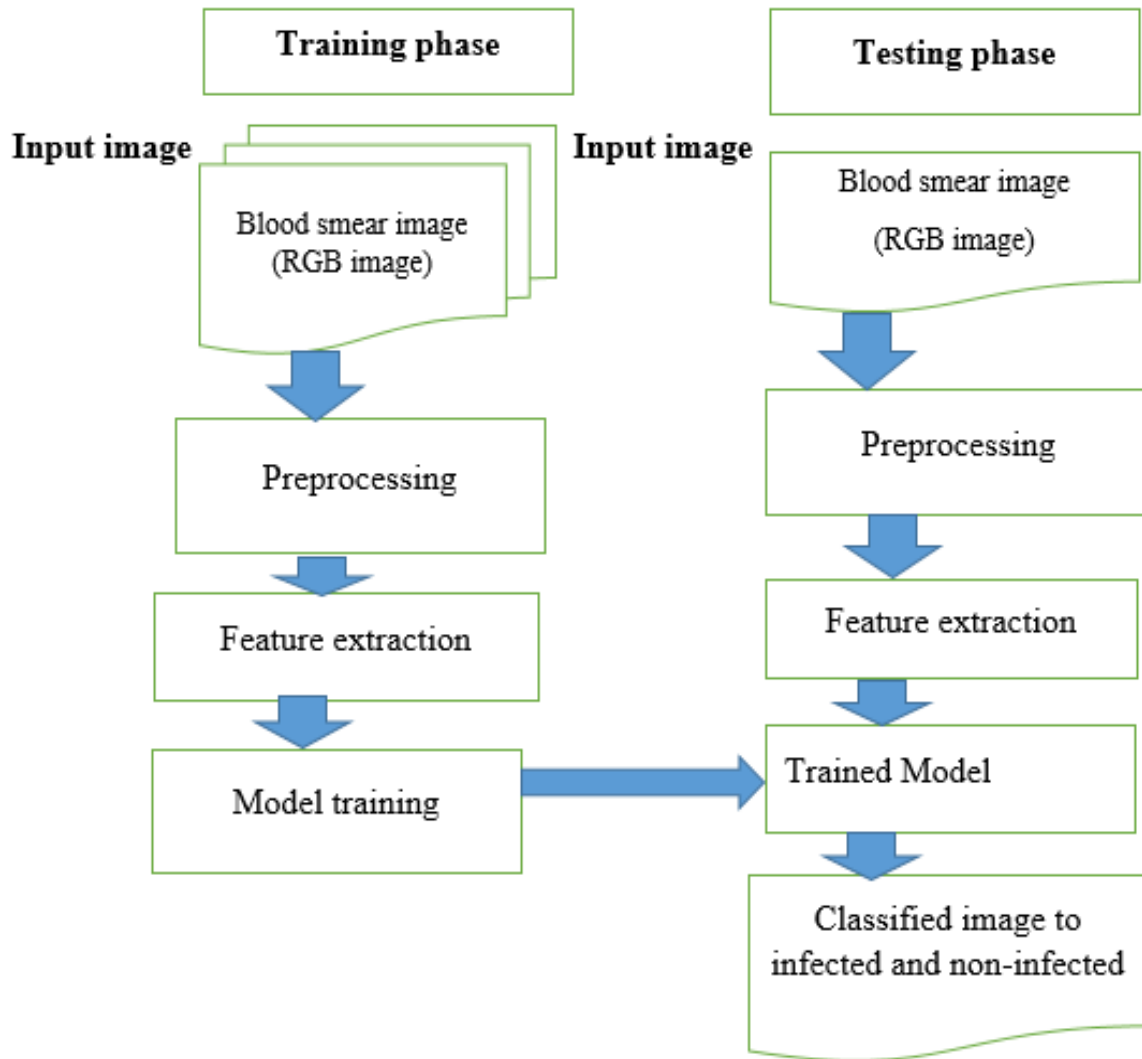 Training phase
Input image
Blood smear image
(RGB image)
Preprocessing
Feature extraction
Model training
Testing phase
Input image
Blood smear image
(RGB image)
Preprocessing
Feature extraction
Trained Model
Classified image to
infected and non-infected